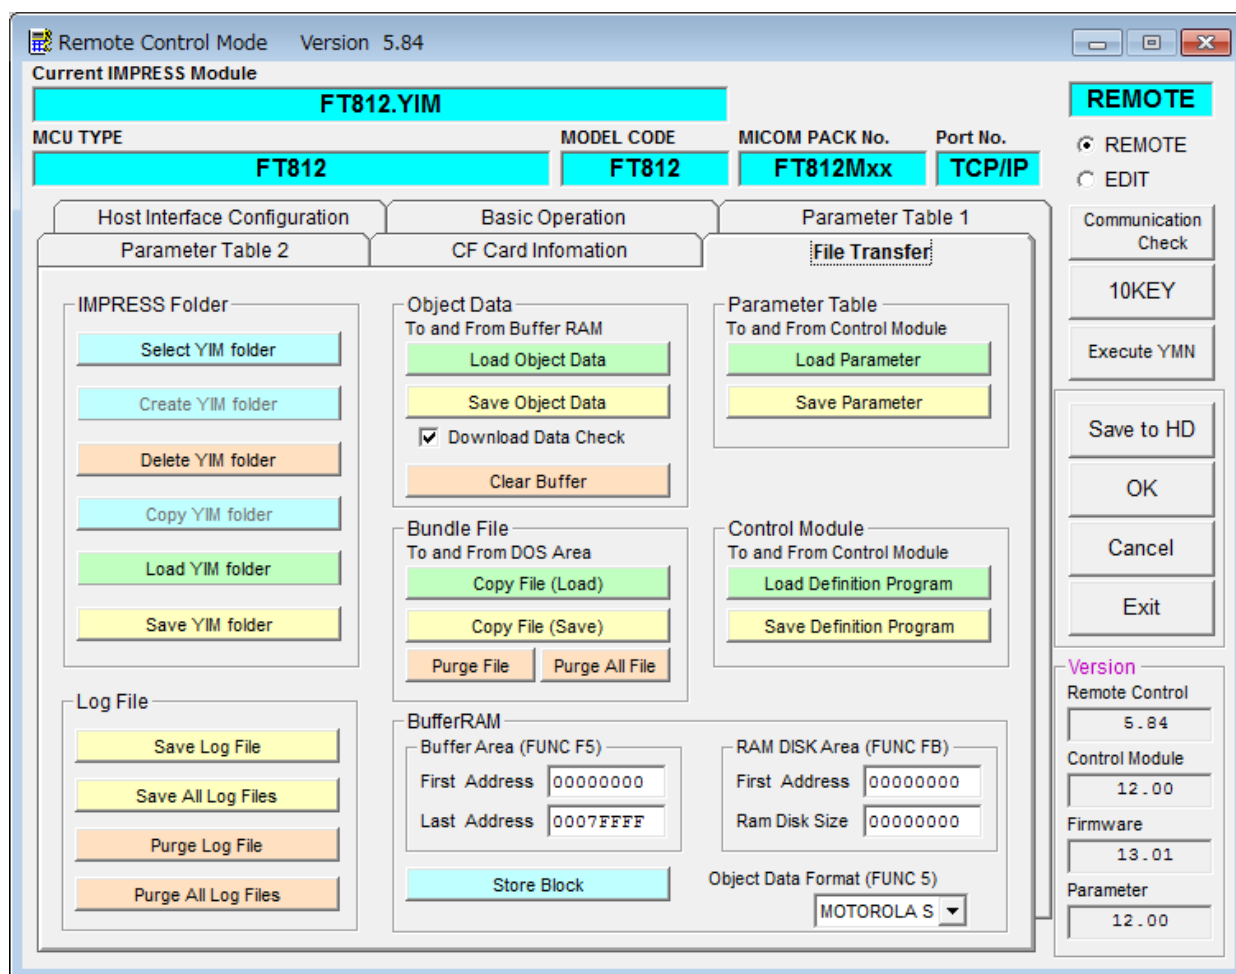 Remote Control Mode Version 5.84
Current IMPRESS Module
FT812.YIM
REMOTE
MCU TYPE
MODEL CODE
MICOM PACK No.
Port No.
FT812
FT812
FT812Mxx
TCP/IP
REMOTE
EDIT
Host Interface Configuration
Basic Operation
Parameter Table 1
Parameter Table 2
CF Card Infomation
File Transfer
Communication
Check
10KEY
Execute YMN
Save to HD
OK
Cancel
Exit
IMPRESS Folder
Select YIM folder
Create YIM folder
Delete YIM folder
Copy YIM folder
Load YIM folder
Save YIM folder
Log File
Save Log File
Save All Log Files
Purge Log File
Purge All Log Files
Object Data
To and From Buffer RAM
Load Object Data
Save Object Data
Download Data Check
Clear Buffer
Bundle File
To and From DOS Area
Copy File (Load)
Copy File (Save)
Purge File
Purge All File
Parameter Table
To and From Control Module
Load Parameter
Save Parameter
Control Module
To and From Control Module
Load Definition Program
Save Definition Program
BufferRAM
Buffer Area (FUNC F5)
First Address 00000000
Last Address 0007FFFF
RAM DISK Area (FUNC FB)
First Address 00000000
Ram Disk Size 00000000
Store Block
Object Data Format (FUNC 5)
MOTOROLA S
Version
Remote Control
5.84
Control Module
12.00
Firmware
13.01
Parameter
12.00